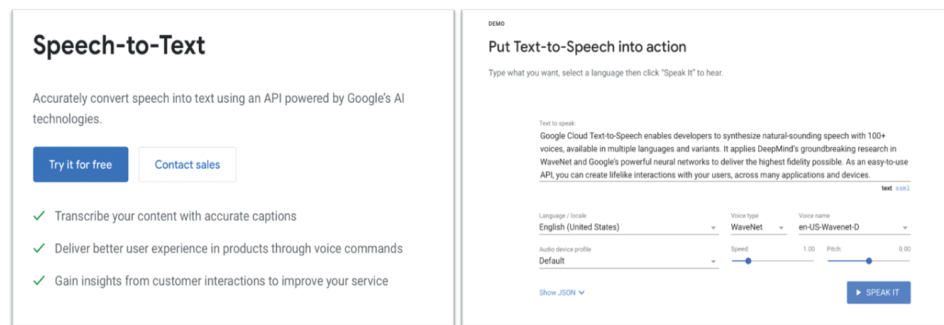 Speech-to-Text
Accurately convert speech into text using an API powered by Google's AI
technologies.
Try it for free
Contact sales
Transcribe your content with accurate captions
Deliver better user experience in products through voice commands
Gain insights from customer interactions to improve your service
DEMO
Put Text-to-Speech into action
Type what you want, select a language then click "Speak It" to hear.
Text to speak:
Google Cloud Text-to-Speech enables developers to synthesize natural-sounding speech with 100+
voices, available in multiple languages and variants. It applies DeepMind's groundbreaking research in
WaveNet and Google's powerful neural networks to deliver the highest fidelity possible. As an easy-to-use
API, you can create lifelike interactions with your users, across many applications and devices.
text ssml
Language / locale
English (United States)
Voice type
WaveNet
Voice name
en-US-Wavenet-D
Audio device profile
Default
Speed: 1.00
Pitch: 0.00
Show JSON
SPEAK IT